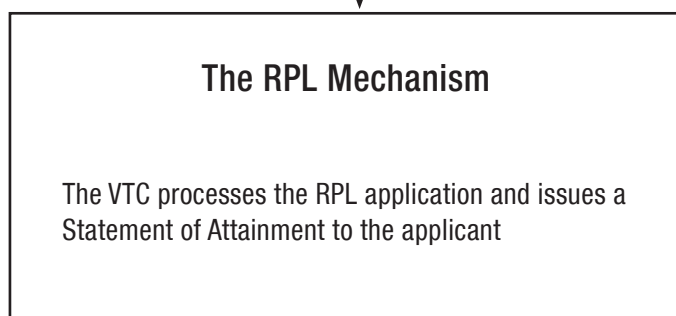 The RPL Mechanism
The VTC processes the RPL application and issues a
Statement of Attainment to the applicant